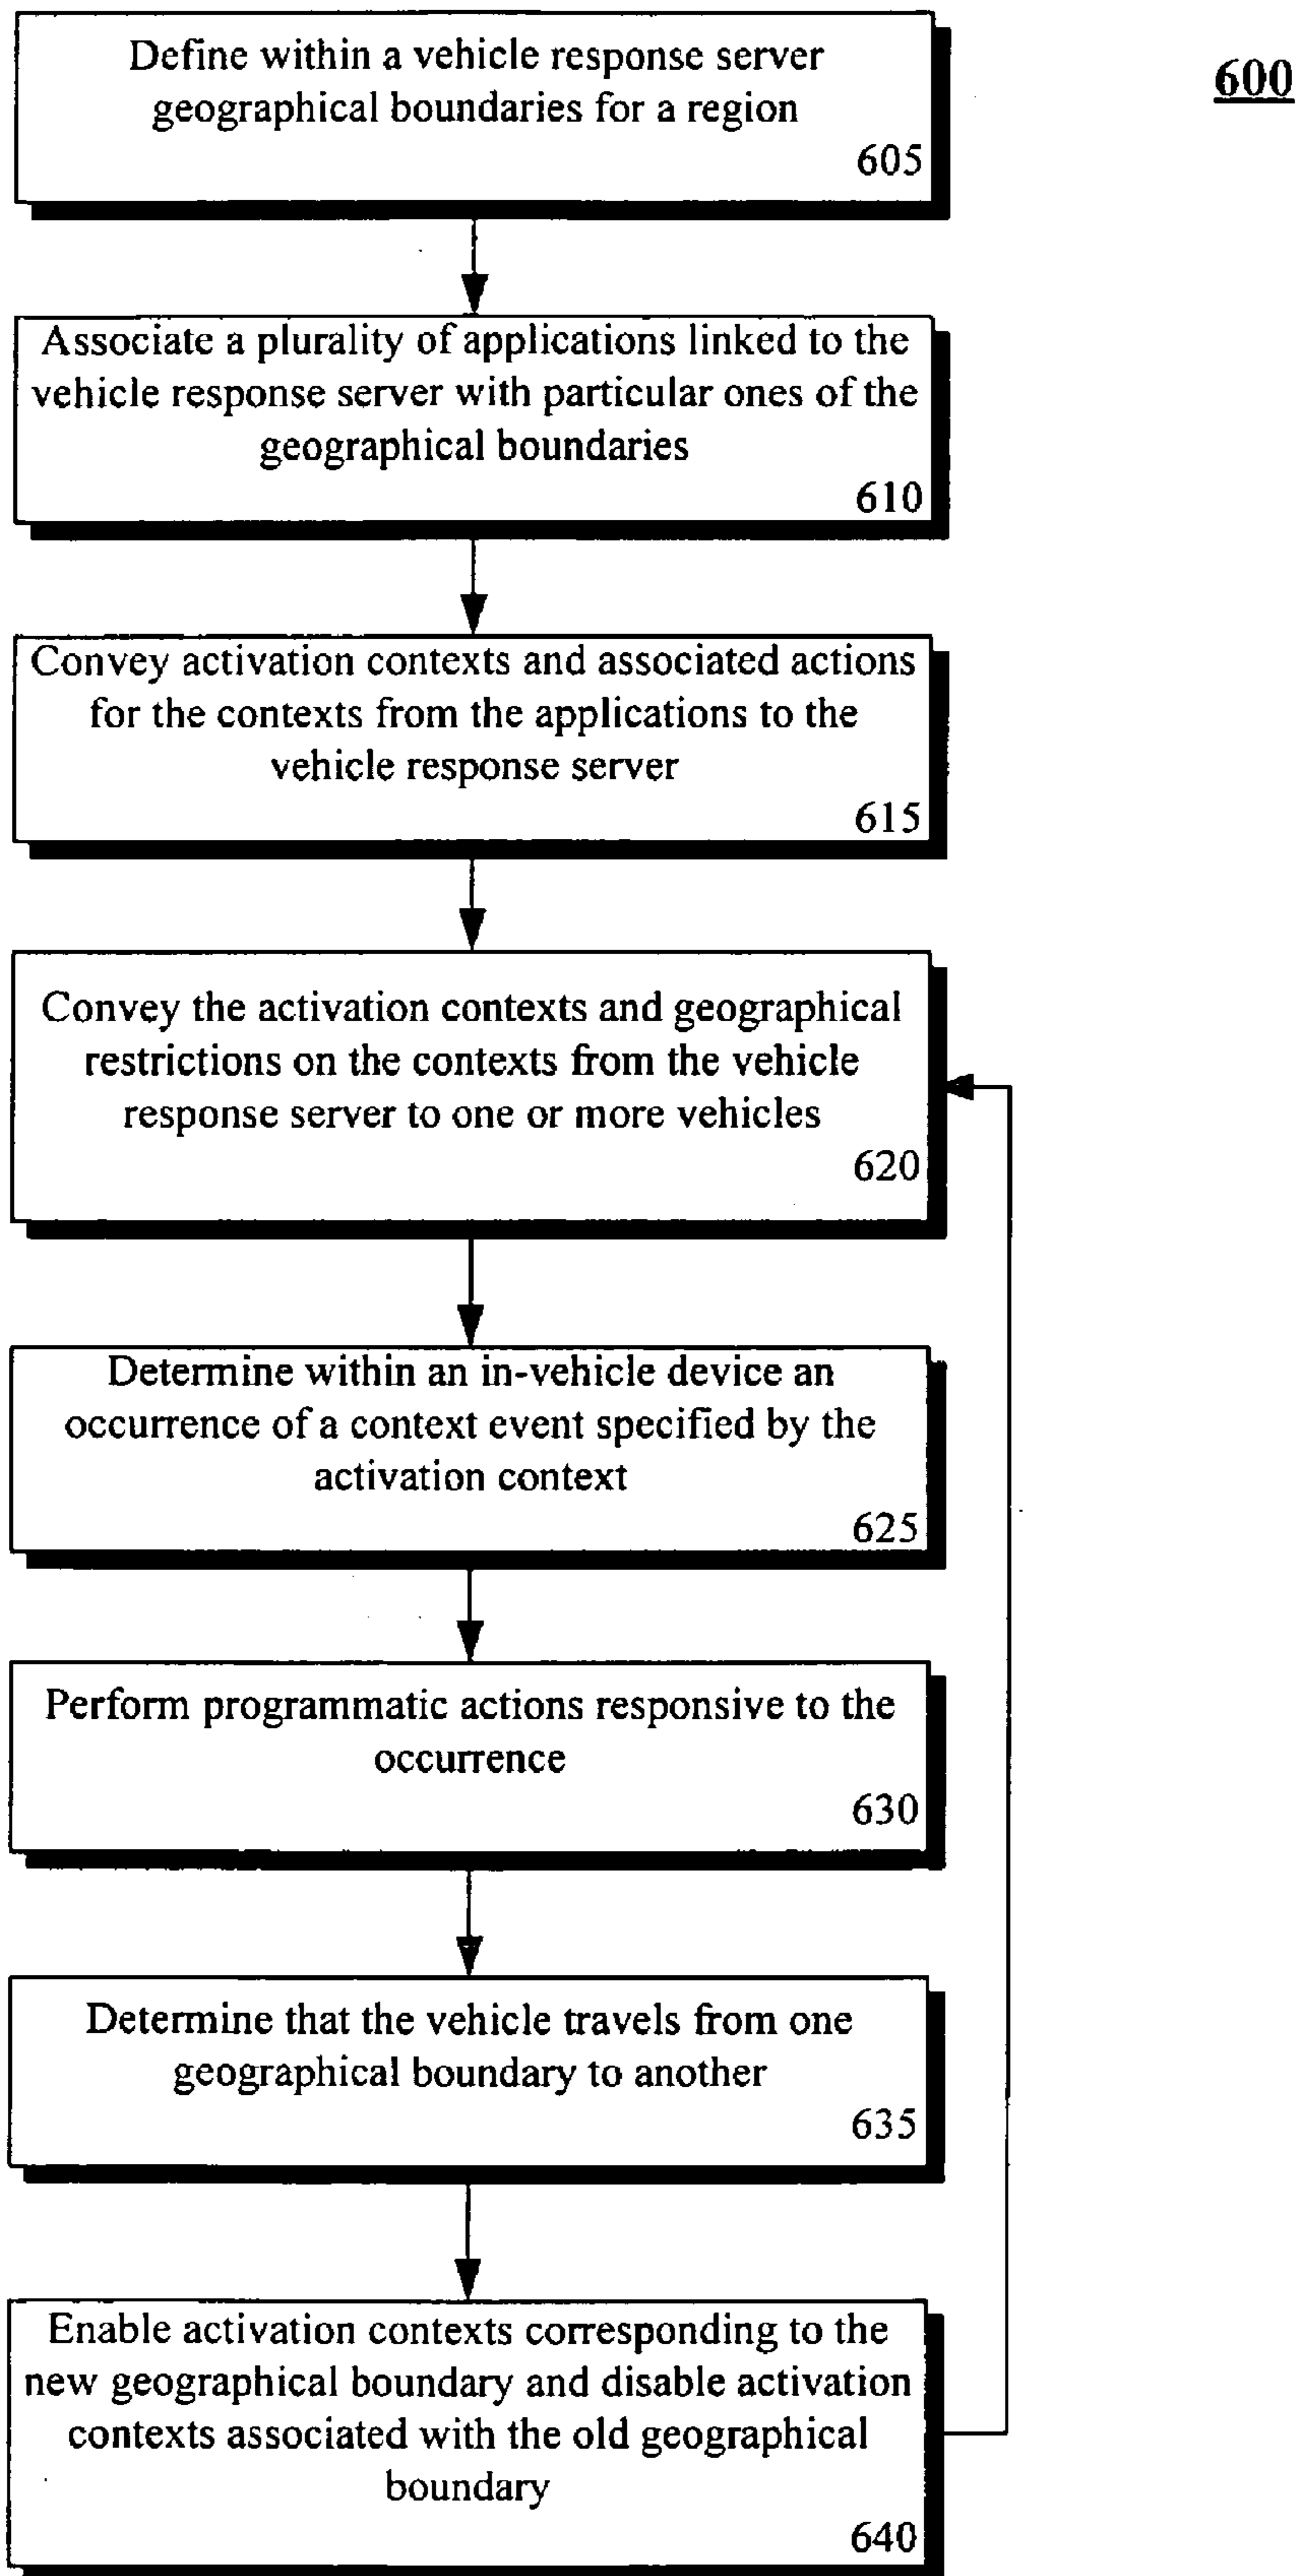 600
Define within a vehicle response server
geographical boundaries for a region
605
Associate a plurality of applications linked to the
vehicle response server with particular ones of the
geographical boundaries
610
Convey activation contexts and associated actions
for the contexts from the applications to the
vehicle response server
615
Convey the activation contexts and geographical
restrictions on the contexts from the vehicle
response server to one or more vehicles
620
Determine within an in-vehicle device an
occurrence of a context event specified by the
activation context
625
Perform programmatic actions responsive to the
occurrence
630
Determine that the vehicle travels from one
geographical boundary to another
635
Enable activation contexts corresponding to the
new geographical boundary and disable activation
contexts associated with the old geographical
boundary
640